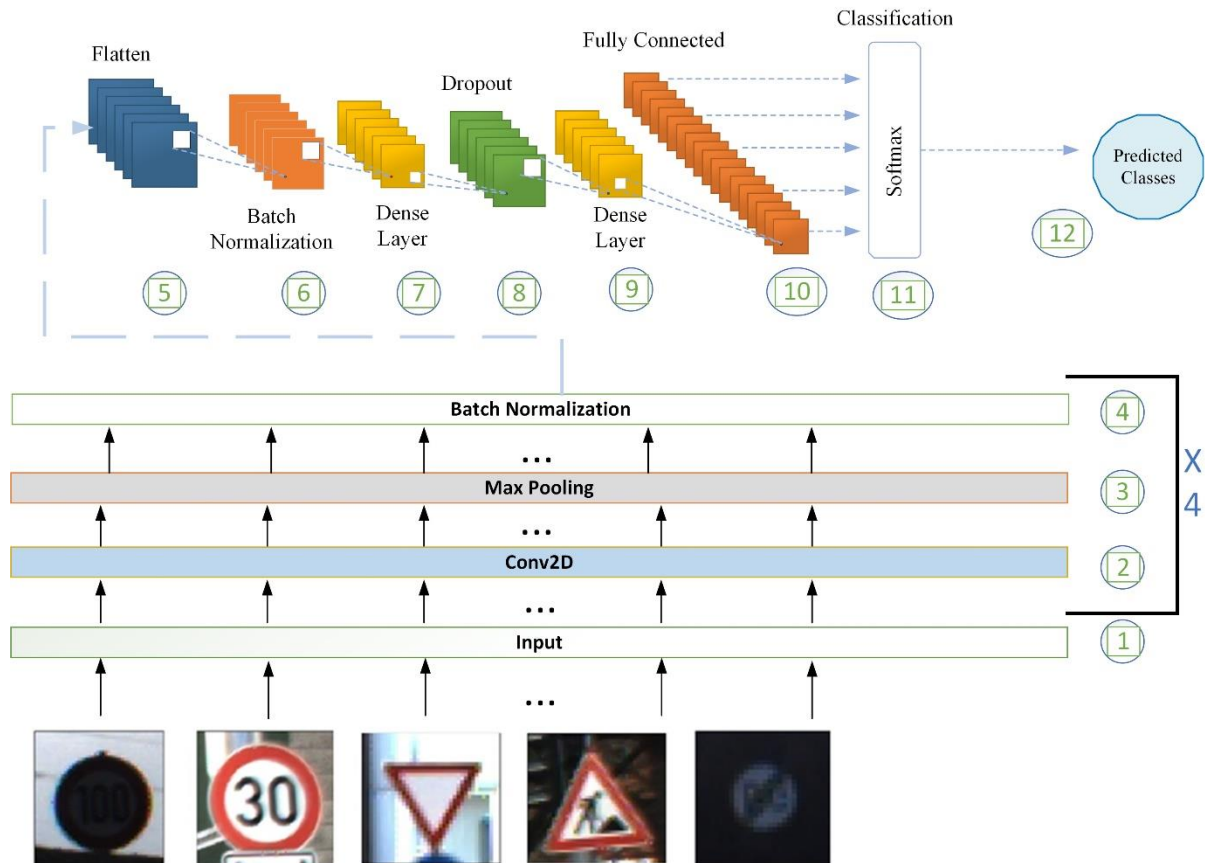 Classification
Fully Connected
Flatten
Dropout
Softmax
Predicted
Classes
Batch
Normalization
Dense
Layer
Dense
Layer
12
5
6
7
8
9
10
11
Batch Normalization
4
...
Max Pooling
3
X
4
...
Conv2D
2
...
Input
1
...
100
30